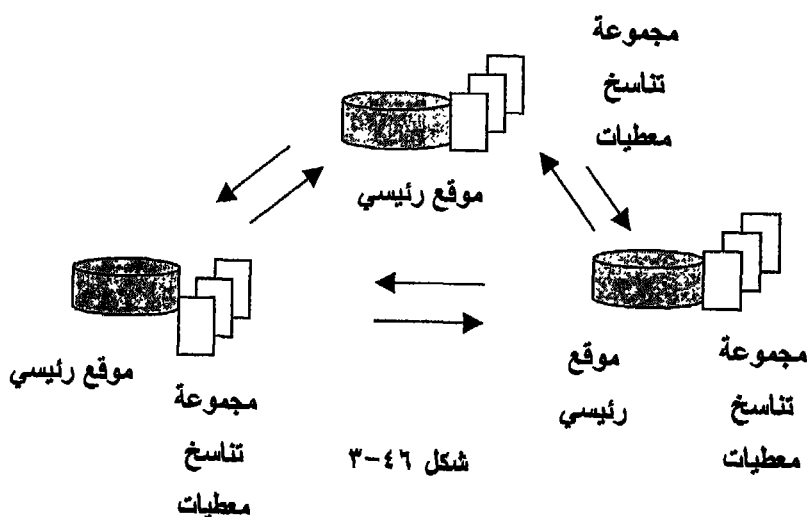 مجموعة
تناسخ
معطيات
موقع رئيسي
موقع رئيسي
مجموعة
تناسخ
معطيات
موقع
رئيسي
مجموعة
تناسخ
معطيات
شكل ٤٦-٣